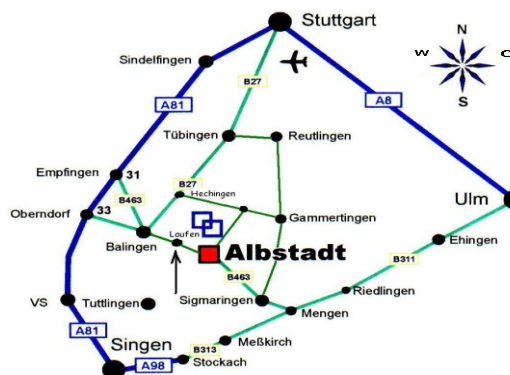 Stuttgart
N
W O
S
Sindelfingen
B27
A81
A8
Tübingen
Reutlingen
Empfingen
31
B463
B27
Hechingen
Ulm
Oberndorf
33
Gammertingen
Balingen
Laufen
Albstadt
Ehingen
B463
B311
VS
Tuttlingen
Sigmaringen
Riedlingen
Mengen
A81
Singen
Meßkirch
B313
A98
Stockach